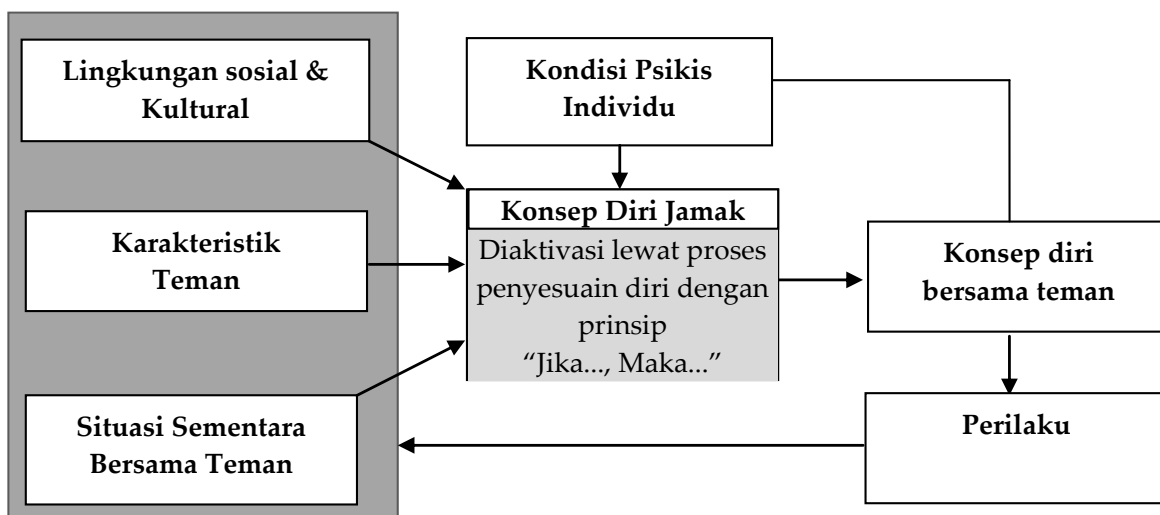 Lingkungan sosial &
Kultural
Kondisi Psikis
Individu
Konsep Diri Jamak
Diaktivasi lewat proses
penyesuain diri dengan
prinsip
“Jika..., Maka...”
Karakteristik
Teman
Konsep diri
bersama teman
Situasi Sementara
Bersama Teman
Perilaku